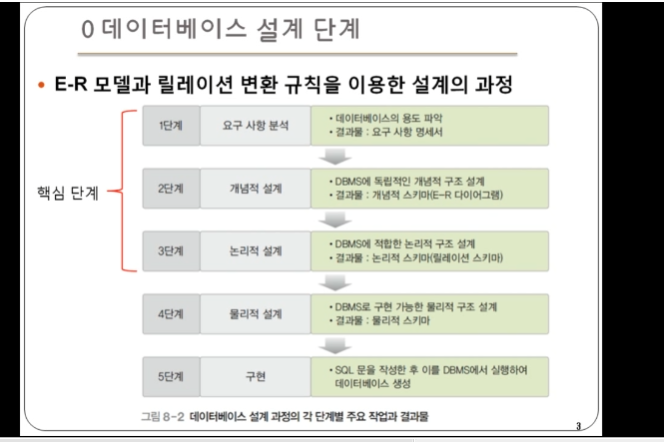 0 데이터베이스 설계 단계
• E-R 모델과 릴레이션 변환 규칙을 이용한 설계의 과정
핵심 단계
1단계
요구 사항 분석
• 데이터베이스의 용도 파악
• 결과물 : 요구 사항 명세서
2단계
개념적 설계
• DBMS에 독립적인 개념적 구조 설계
• 결과물 : 개념적 스키마(E-R 다이어그램)
3단계
논리적 설계
• DBMS에 적합한 논리적 구조 설계
• 결과물 : 논리적 스키마(릴레이션 스키마)
4단계
물리적 설계
• DBMS로 구현 가능한 물리적 구조 설계
• 결과물 : 물리적 스키마
5단계
구현
• SQL 문을 작성한 후 이를 DBMS에서 실행하여
데이터베이스 생성
그림 8-2 데이터베이스 설계 과정의 각 단계별 주요 작업과 결과물
3